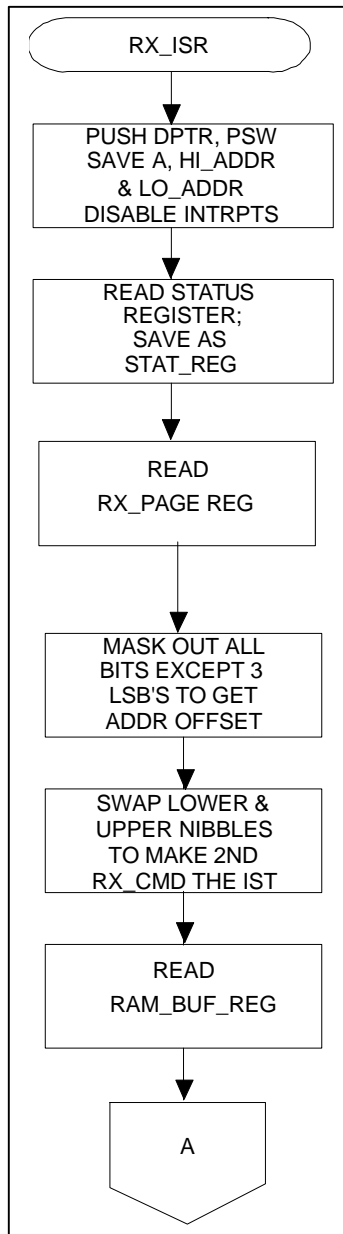 RX_ISR
PUSH DPTR, PSW
SAVE A, HI_ADDR
& LO_ADDR
DISABLE INTRPTS
READ STATUS
REGISTER;
SAVE AS
STAT_REG
READ
RX_PAGE REG
MASK OUT ALL
BITS EXCEPT 3
LSB'S TO GET
ADDR OFFSET
SWAP LOWER &
UPPER NIBBLES
TO MAKE 2ND
RX_CMD THE IST
READ
RAM_BUF_REG
A